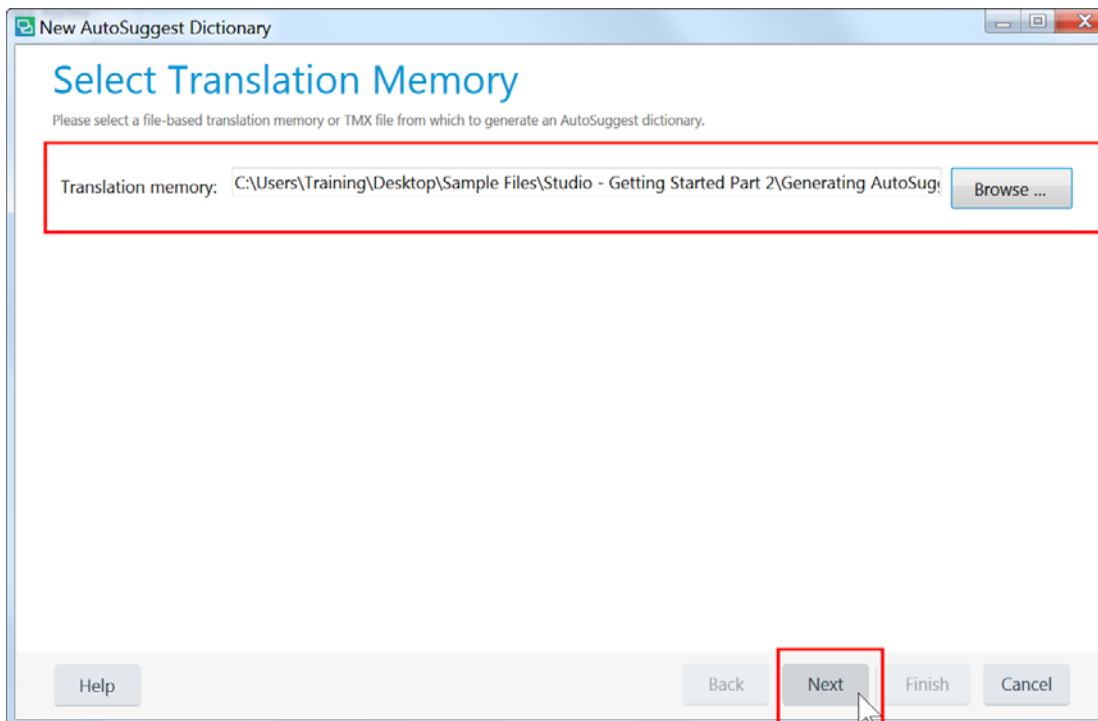 New AutoSuggest Dictionary
Select Translation Memory
Please select a file-based translation memory or TMX file from which to generate an AutoSuggest dictionary.
Translation memory: C:\Users\Training\Desktop\Sample Files\Studio - Getting Started Part 2\Generating AutoSug Browse ...
Help Back Next Finish Cancel